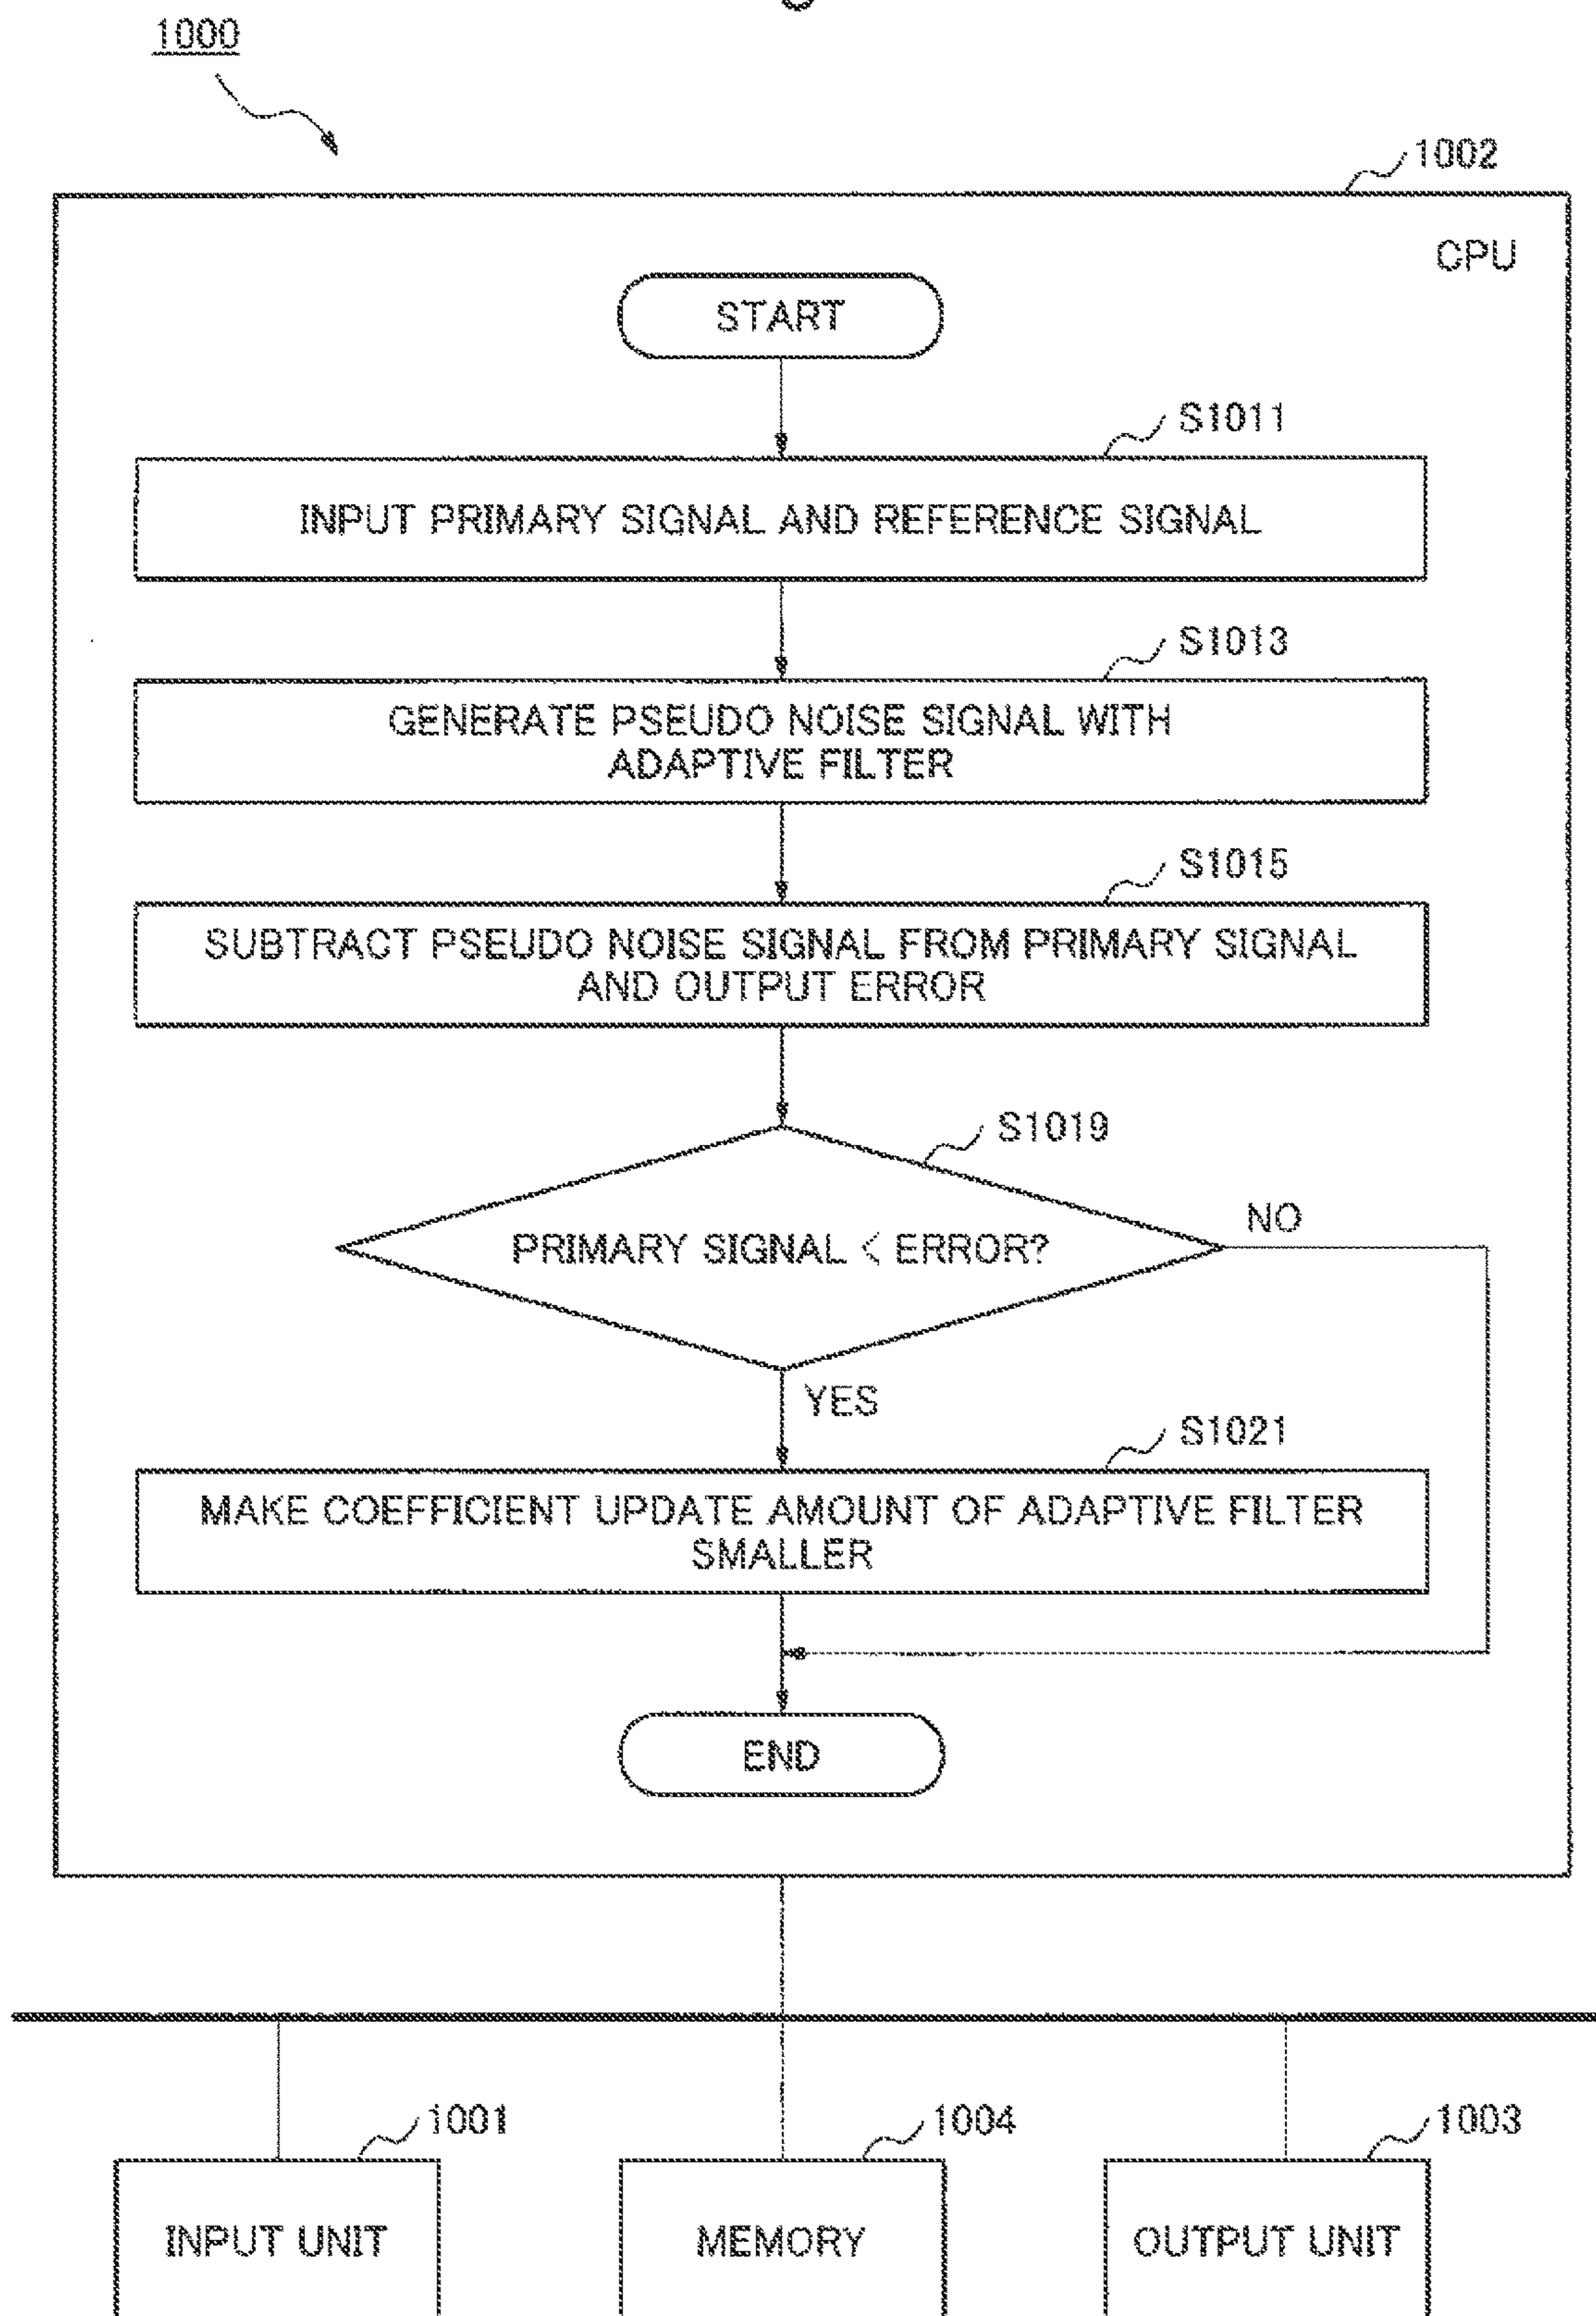 1000
1002
CPU
START
S1011
INPUT PRIMARY SIGNAL AND REFERENCE SIGNAL
S1013
GENERATE PSEUDO NOISE SIGNAL WITH
ADAPTIVE FILTER
S1015
SUBTRACT PSEUDO NOISE SIGNAL FROM PRIMARY SIGNAL
AND OUTPUT ERROR
S1019
PRIMARY SIGNAL < ERROR?
NO
YES
S1021
MAKE COEFFICIENT UPDATE AMOUNT OF ADAPTIVE FILTER
SMALLER
END
1001
1004
1003
INPUT UNIT
MEMORY
OUTPUT UNIT